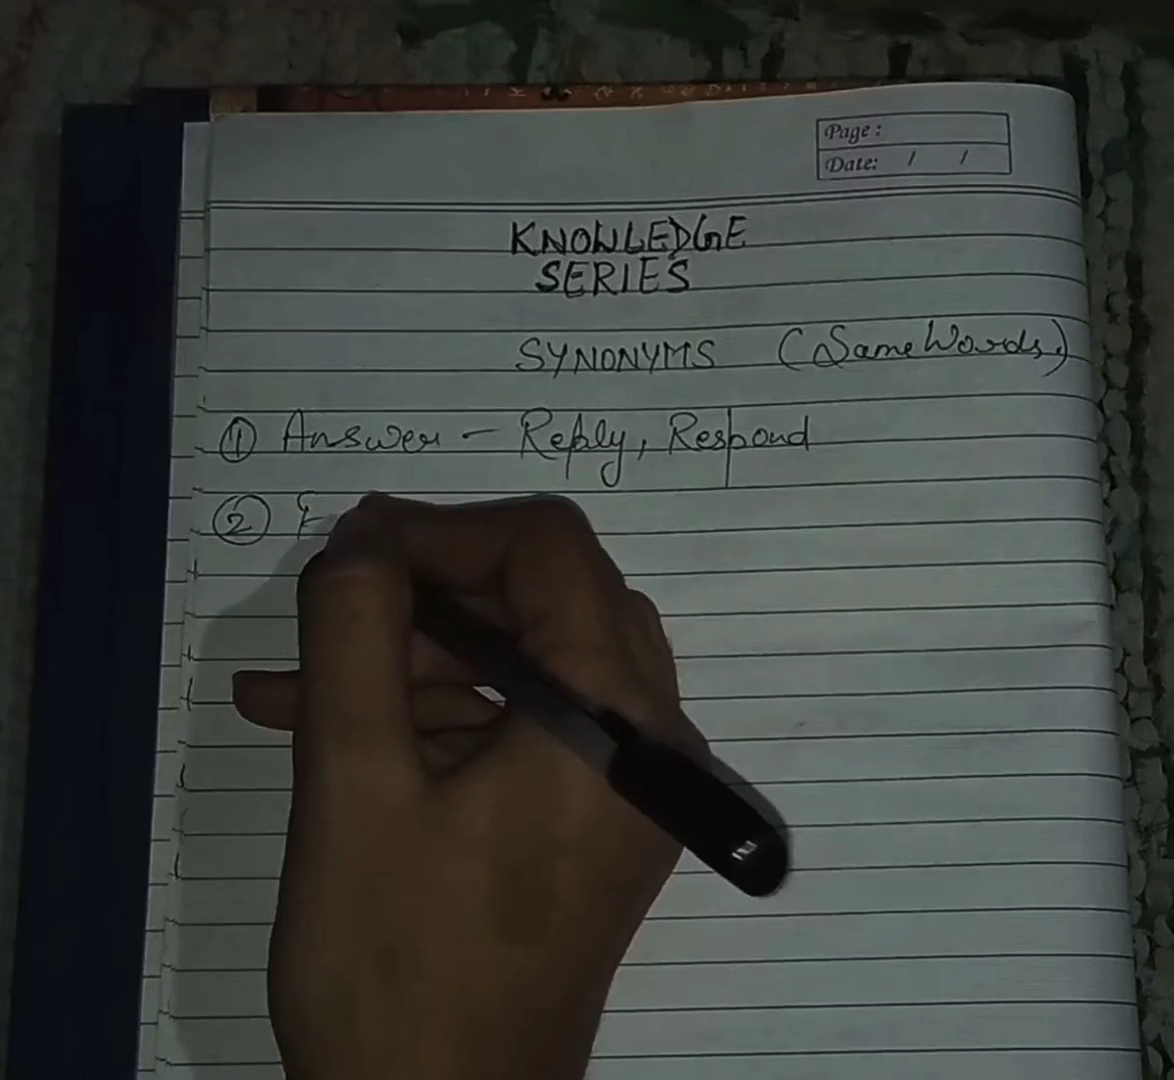 Page :
Date: / /
KNOWLEDGE
SERIES
SYNONYMS (Same Words.)
① Answer - Reply, Respond
②